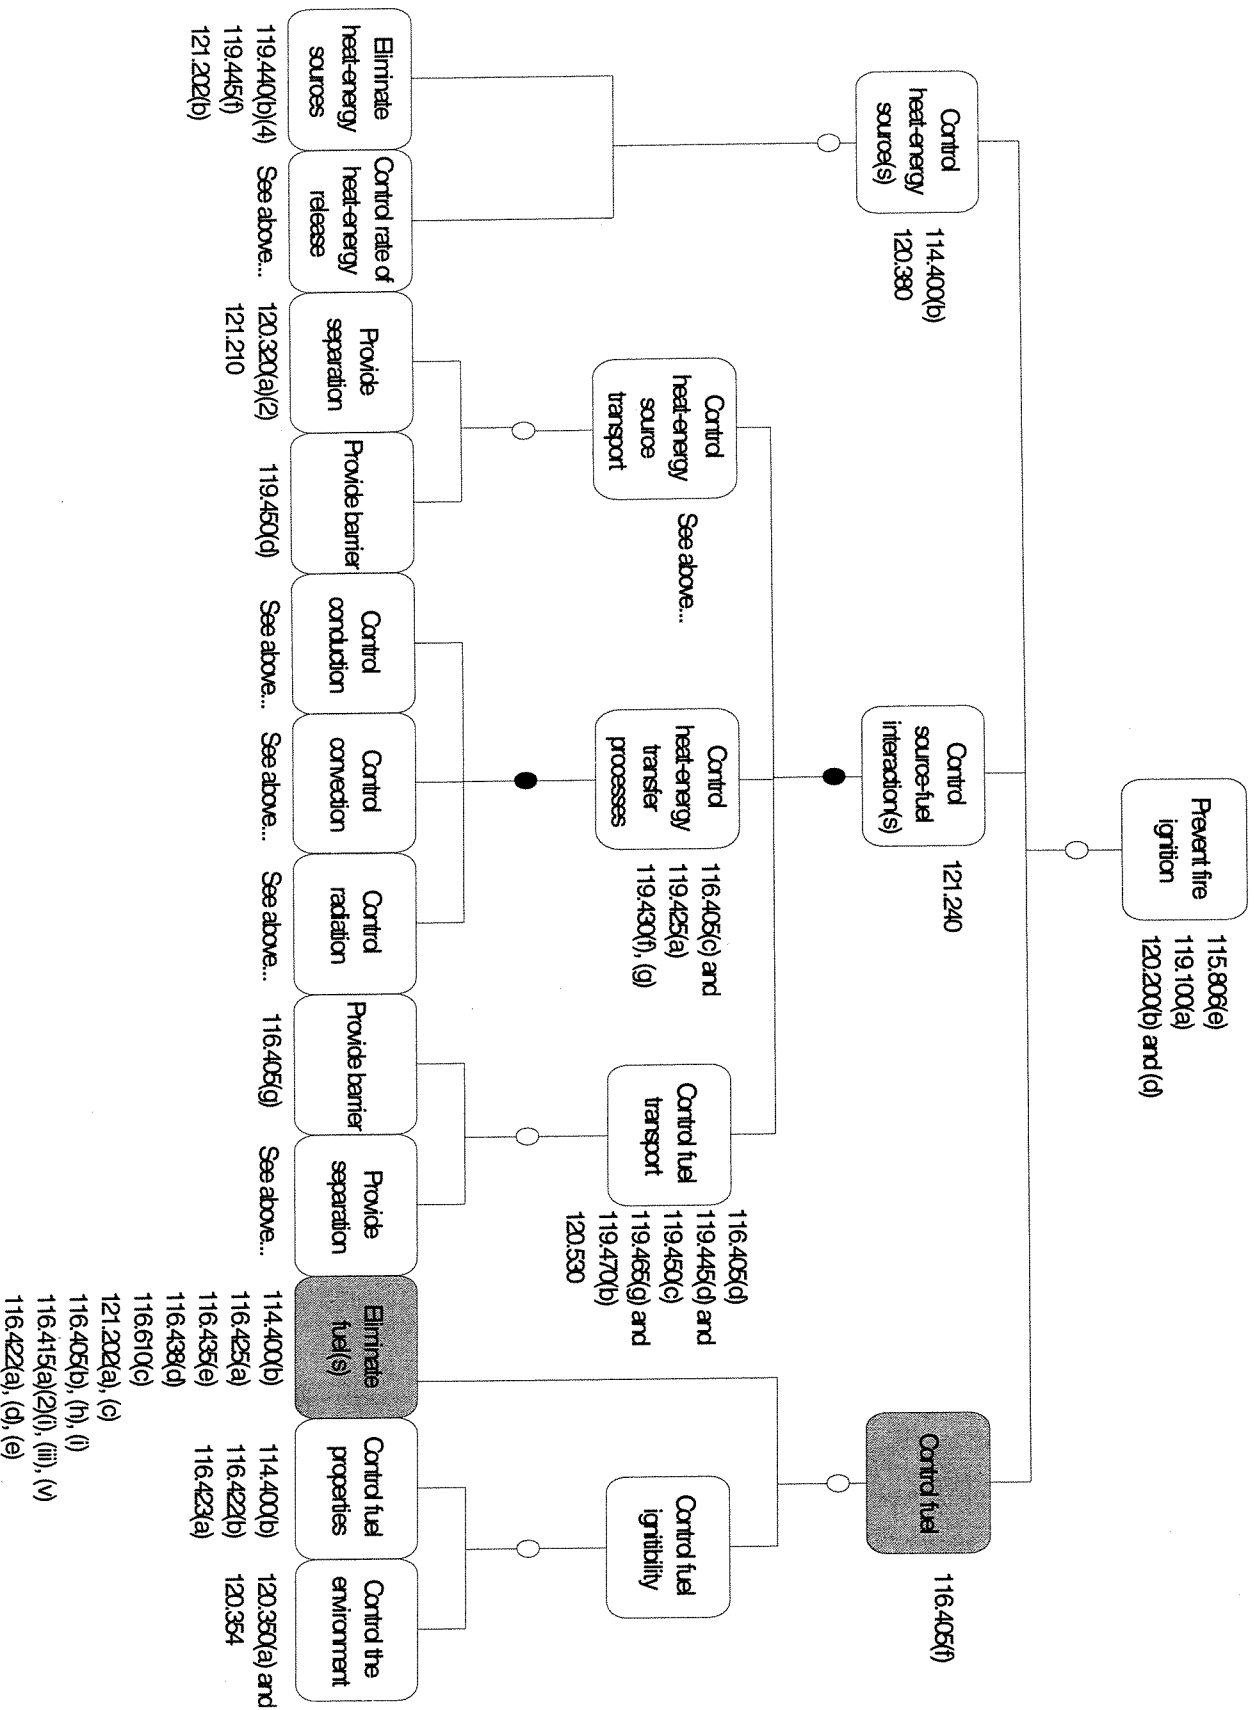 Prevent fire
ignition
115.806(e)
119.100(a)
120.200(b) and (d)
Control
heat-energy
source(s)
114.400(b)
120.380
Control
source-fuel
interaction(s)
121.240
Control fuel
116.405(f)
Control
heat-energy
source
transport
See above...
Control
heat-energy
transfer
processes
116.405(c) and
119.425(a)
119.430(f), (g)
Control fuel
transport
116.405(d)
119.445(d) and
119.450(c)
119.465(g) and
119.470(b)
120.530
Control fuel
ignitibility
Eliminate
heat-energy
sources
119.440(b)(4)
119.445(f)
121.202(b)
Control rate of
heat-energy
release
See above...
Provide
separation
120.320(a)(2)
121.210
Provide barrier
119.450(d)
Control
conduction
See above...
Control
convection
See above...
Control
radiation
See above...
Provide barrier
116.405(g)
Provide
separation
See above...
Eliminate
fuel(s)
114.400(b)
116.425(a)
116.435(e)
116.438(d)
116.610(c)
121.202(a), (c)
116.405(b), (h), (i)
116.415(a)(2)(i), (iii), (v)
116.422(a), (d), (e)
Control fuel
properties
114.400(b)
116.422(b)
116.423(a)
Control the
environment
120.350(a) and
120.354